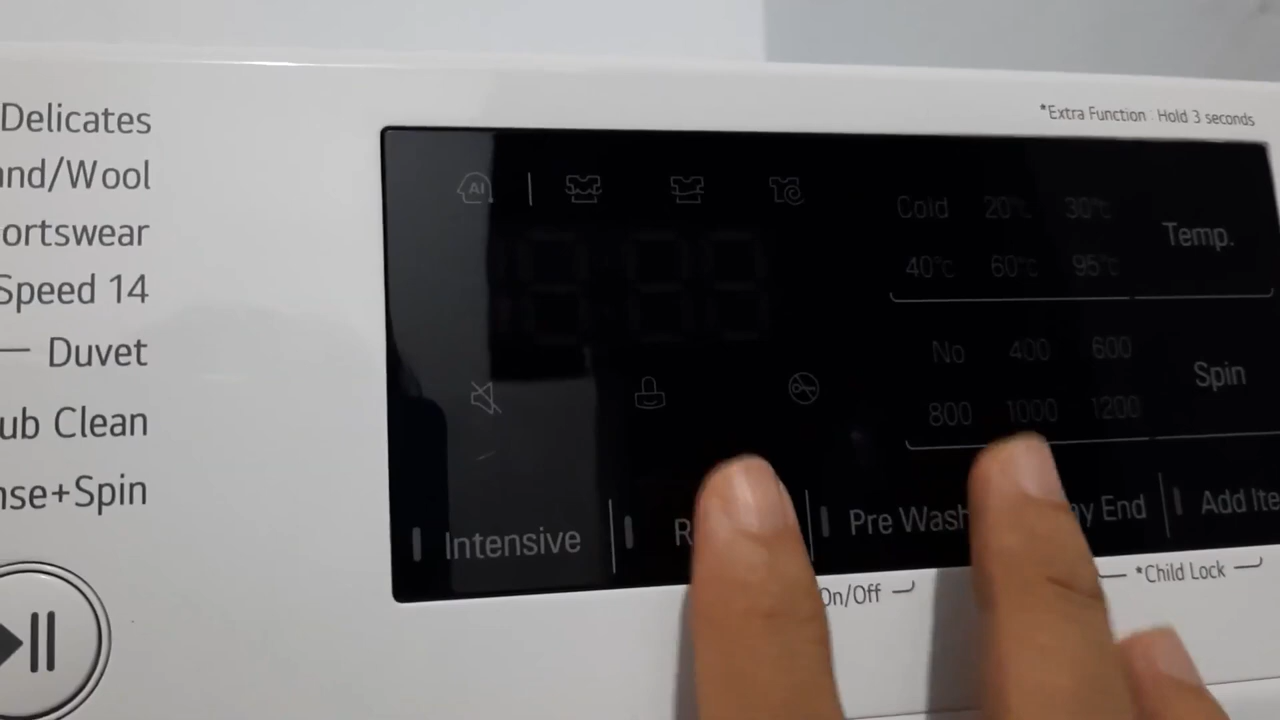 Delicates
nd/Wool
ortswear
Speed 14
Duvet
ub Clean
nse+Spin
*Extra Function : Hold 3 seconds
AI
Cold 20℃ 30℃
40℃ 60℃ 95℃
Temp.
No 400 600
800 1000 1200
Spin
Intensive
R
Pre Wash
y End
Add Ite
On/Off
*Child Lock